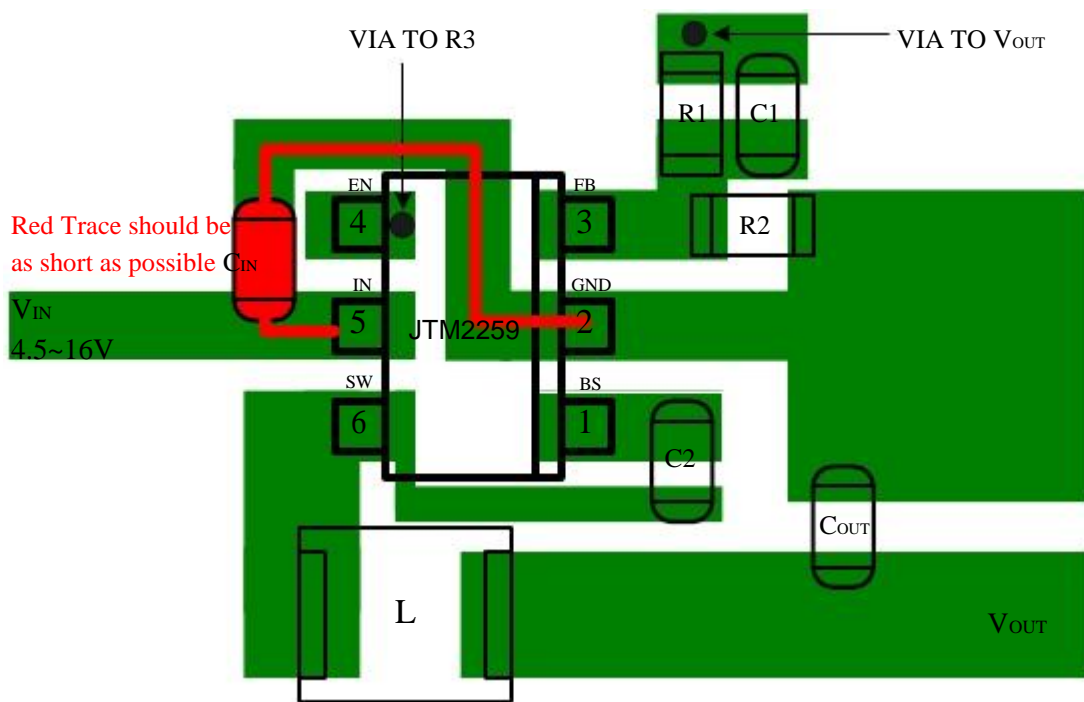 VIA TO R3
VIA TO VOUT
R1
C1
EN
FB
4
3
R2
Red Trace should be
as short as possible CIN
IN
GND
VIN
5
JTM2259
2
4.5~16V
SW
BS
6
1
C2
COUT
L
VOUT